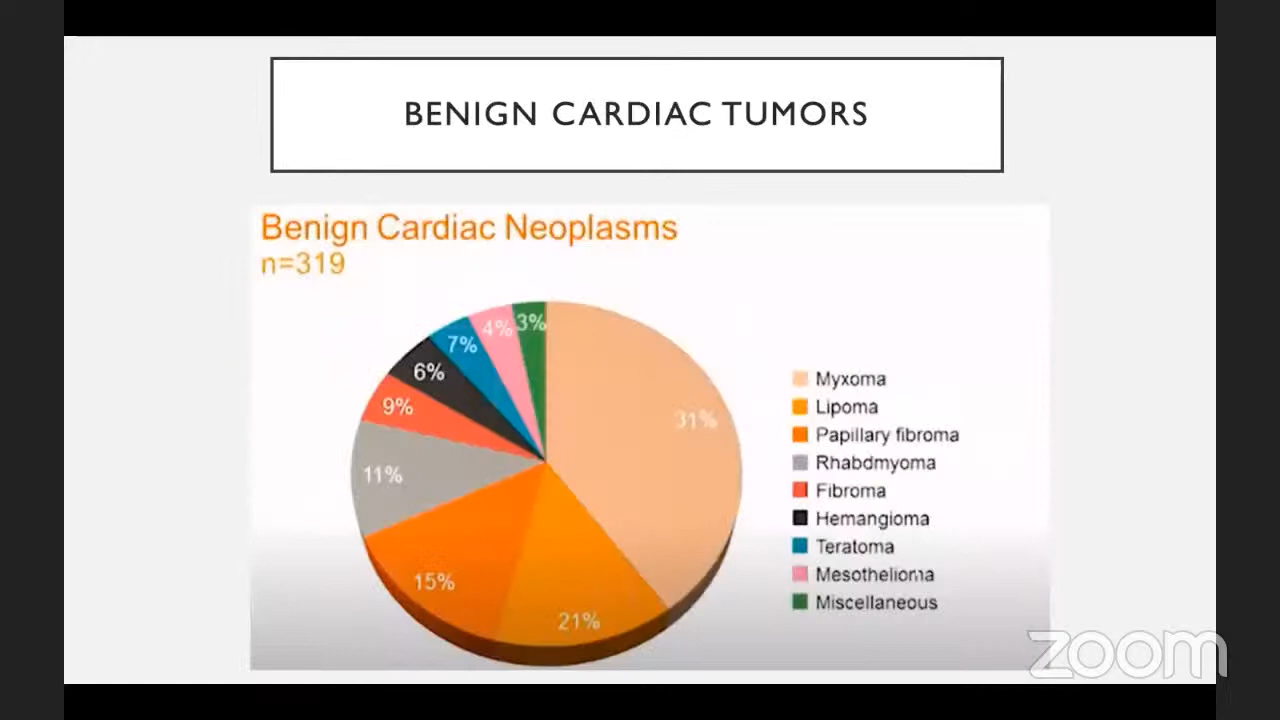 BENIGN CARDIAC TUMORS
Benign Cardiac Neoplasms
n=319
3%
4%
7%
6%
9%
31%
11%
15%
21%
Myxoma
Lipoma
Papillary fibroma
Rhabdmyoma
Fibroma
Hemangioma
Teratoma
Mesothelioma
Miscellaneous
zoom